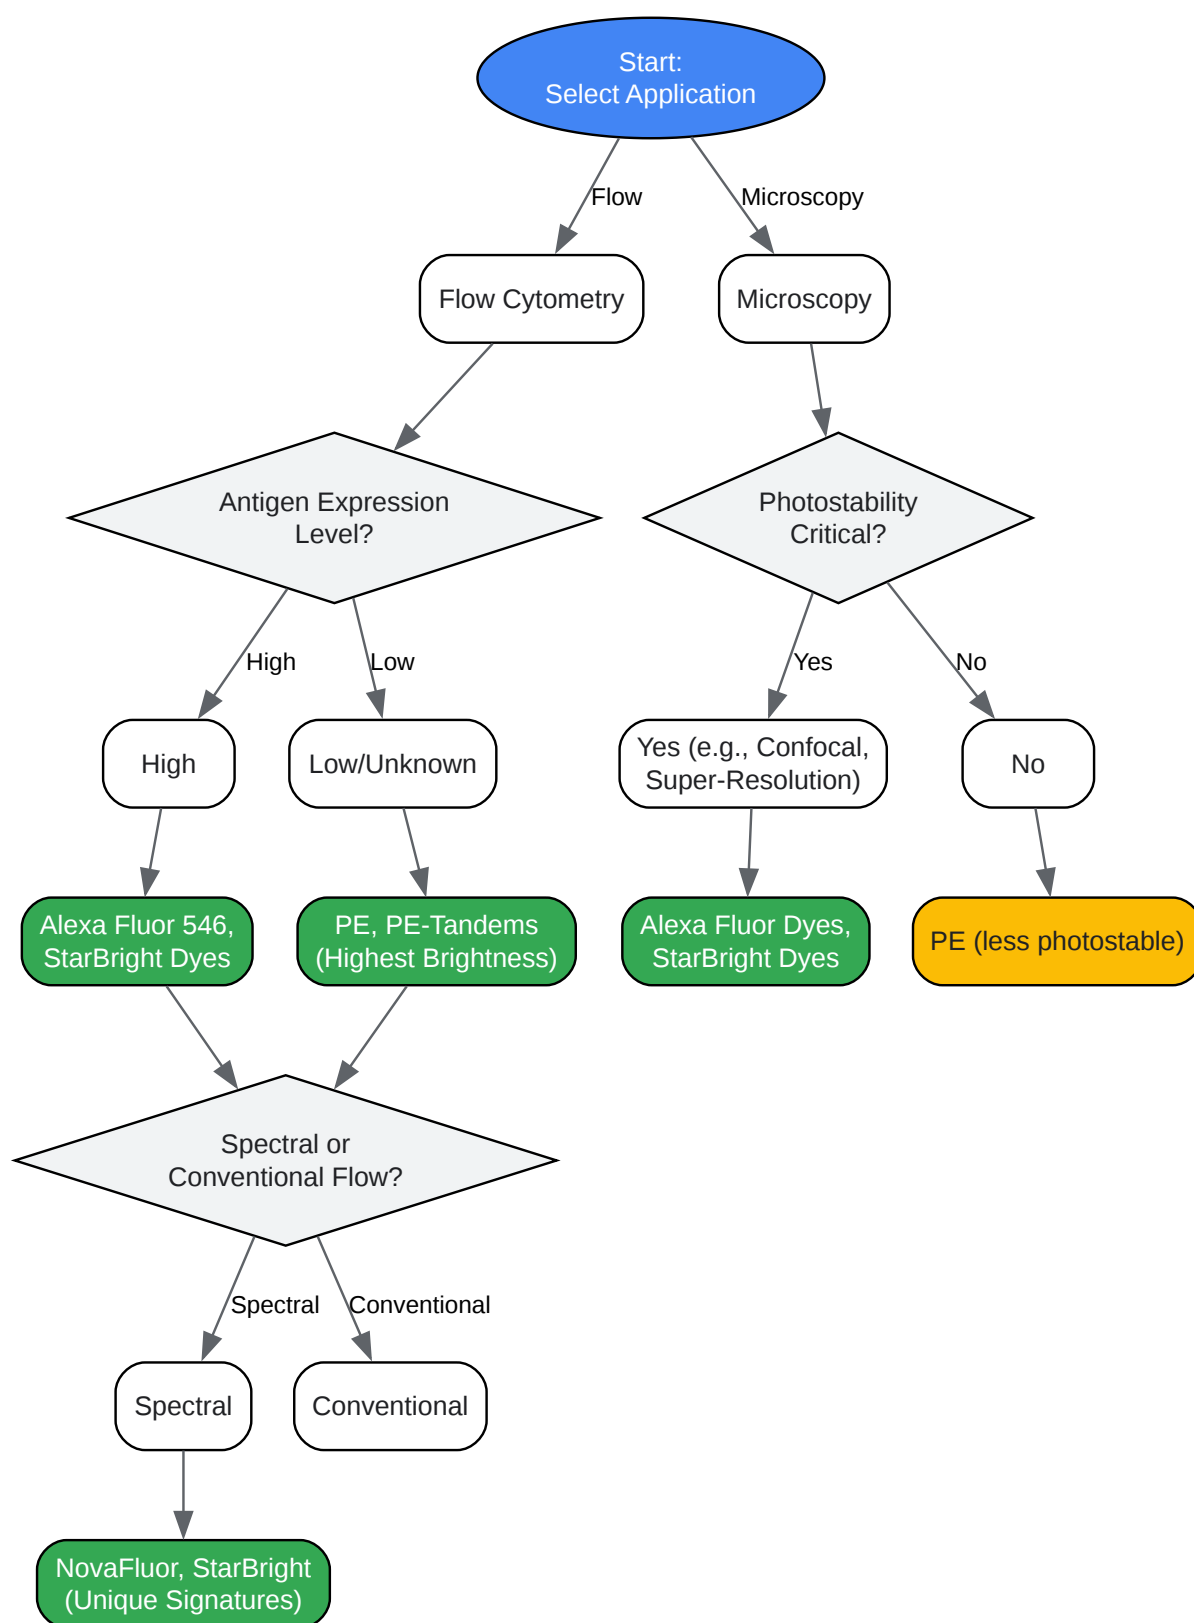 Start:
Select Application
Flow
Microscopy
Flow Cytometry
Microscopy
Antigen Expression
Level?
Photostability
Critical?
High
Low
Yes
No
High
Low/Unknown
Yes (e.g., Confocal,
Super-Resolution)
No
Alexa Fluor 546,
StarBright Dyes
PE, PE-Tandems
(Highest Brightness)
Alexa Fluor Dyes,
StarBright Dyes
PE (less photostable)
Spectral or
Conventional Flow?
Spectral
Conventional
Spectral
Conventional
NovaFluor, StarBright
(Unique Signatures)